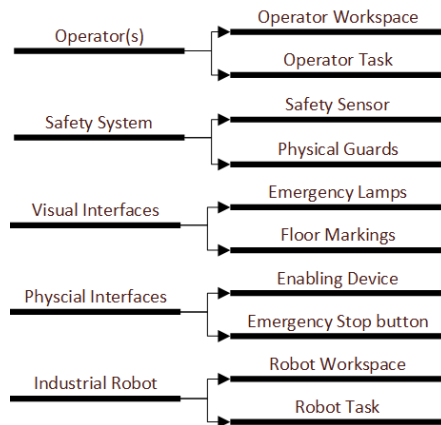 Operator(s)
Operator Workspace
Operator Task
Safety System
Safety Sensor
Physical Guards
Visual Interfaces
Emergency Lamps
Floor Markings
Physcial Interfaces
Enabling Device
Emergency Stop button
Industrial Robot
Robot Workspace
Robot Task